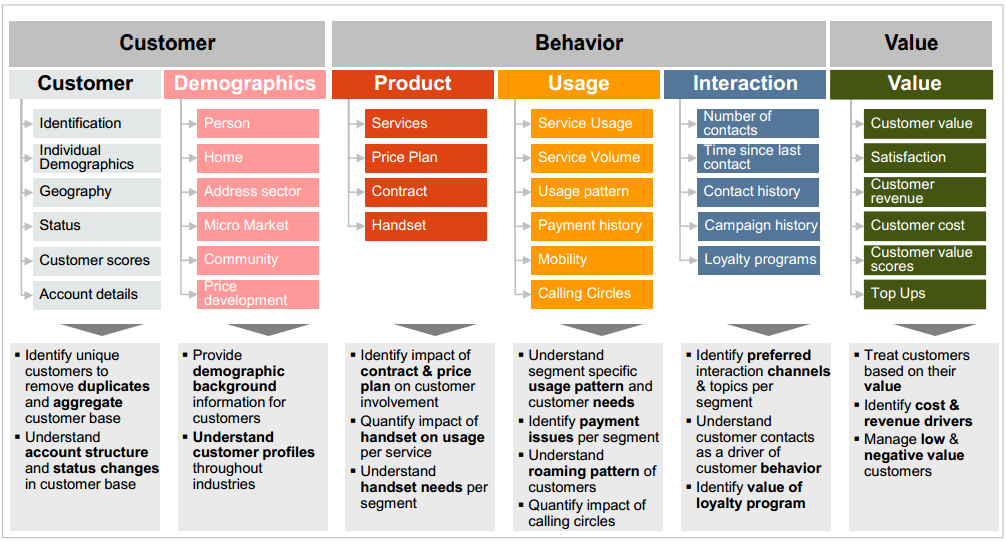 Customer
Behavior
Value
Customer
Demographics
Product
Usage
Interaction
Value
Identification
Individual
Demographics
Geography
Status
Customer scores
Account details
Person
Home
Address sector
Micro Market
Community
Price
development
Services
Price Plan
Contract
Handset
Service Usage
Service Volume
Usage pattern
Payment history
Mobility
Calling Circles
Number of
contacts
Time since last
contact
Contact history
Campaign history
Loyalty programs
Customer value
Satisfaction
Customer
revenue
Customer cost
Customer value
scores
Top Ups
▪ Identify unique
customers to
remove duplicates
and aggregate
customer base
▪ Understand
account structure
and status changes
in customer base
▪ Provide
demographic
background
information for
customers
▪ Understand
customer profiles
throughout
industries
▪ Identify impact of
contract & price
plan on customer
involvement
▪ Quantify impact of
handset on usage
per service
▪ Understand
handset needs per
segment
▪ Understand
segment specific
usage pattern and
customer needs
▪ Identify payment
issues per segment
▪ Understand
roaming pattern of
customers
▪ Quantify impact of
calling circles
▪ Identify preferred
interaction channels
& topics per
segment
▪ Understand
customer contacts
as a driver of
customer behavior
▪ Identify value of
loyalty program
▪ Treat customers
based on their
value
▪ Identify cost &
revenue drivers
▪ Manage low &
negative value
customers